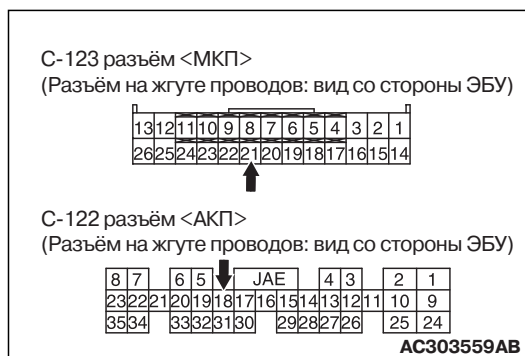 С-123 разъём <МКП>
(Разъём на жгуте проводов: вид со стороны ЭБУ)
13 12 11 10 9 8 7 6 5 4 3 2 1
26 25 24 23 22 21 20 19 18 17 16 15 14
С-122 разъём <АКП>
(Разъём на жгуте проводов: вид со стороны ЭБУ)
8 7 6 5 JAE 4 3 2 1
23 22 21 20 19 18 17 16 15 14 13 12 11 10 9
35 34 33 32 31 30 29 28 27 26 25 24
AC303559AB